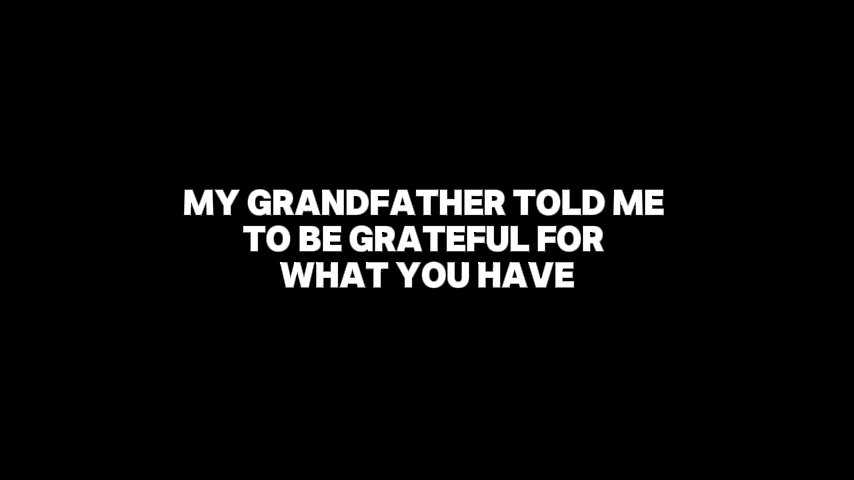 MY GRANDFATHER TOLD ME
TO BE GRATEFUL FOR
WHAT YOU HAVE